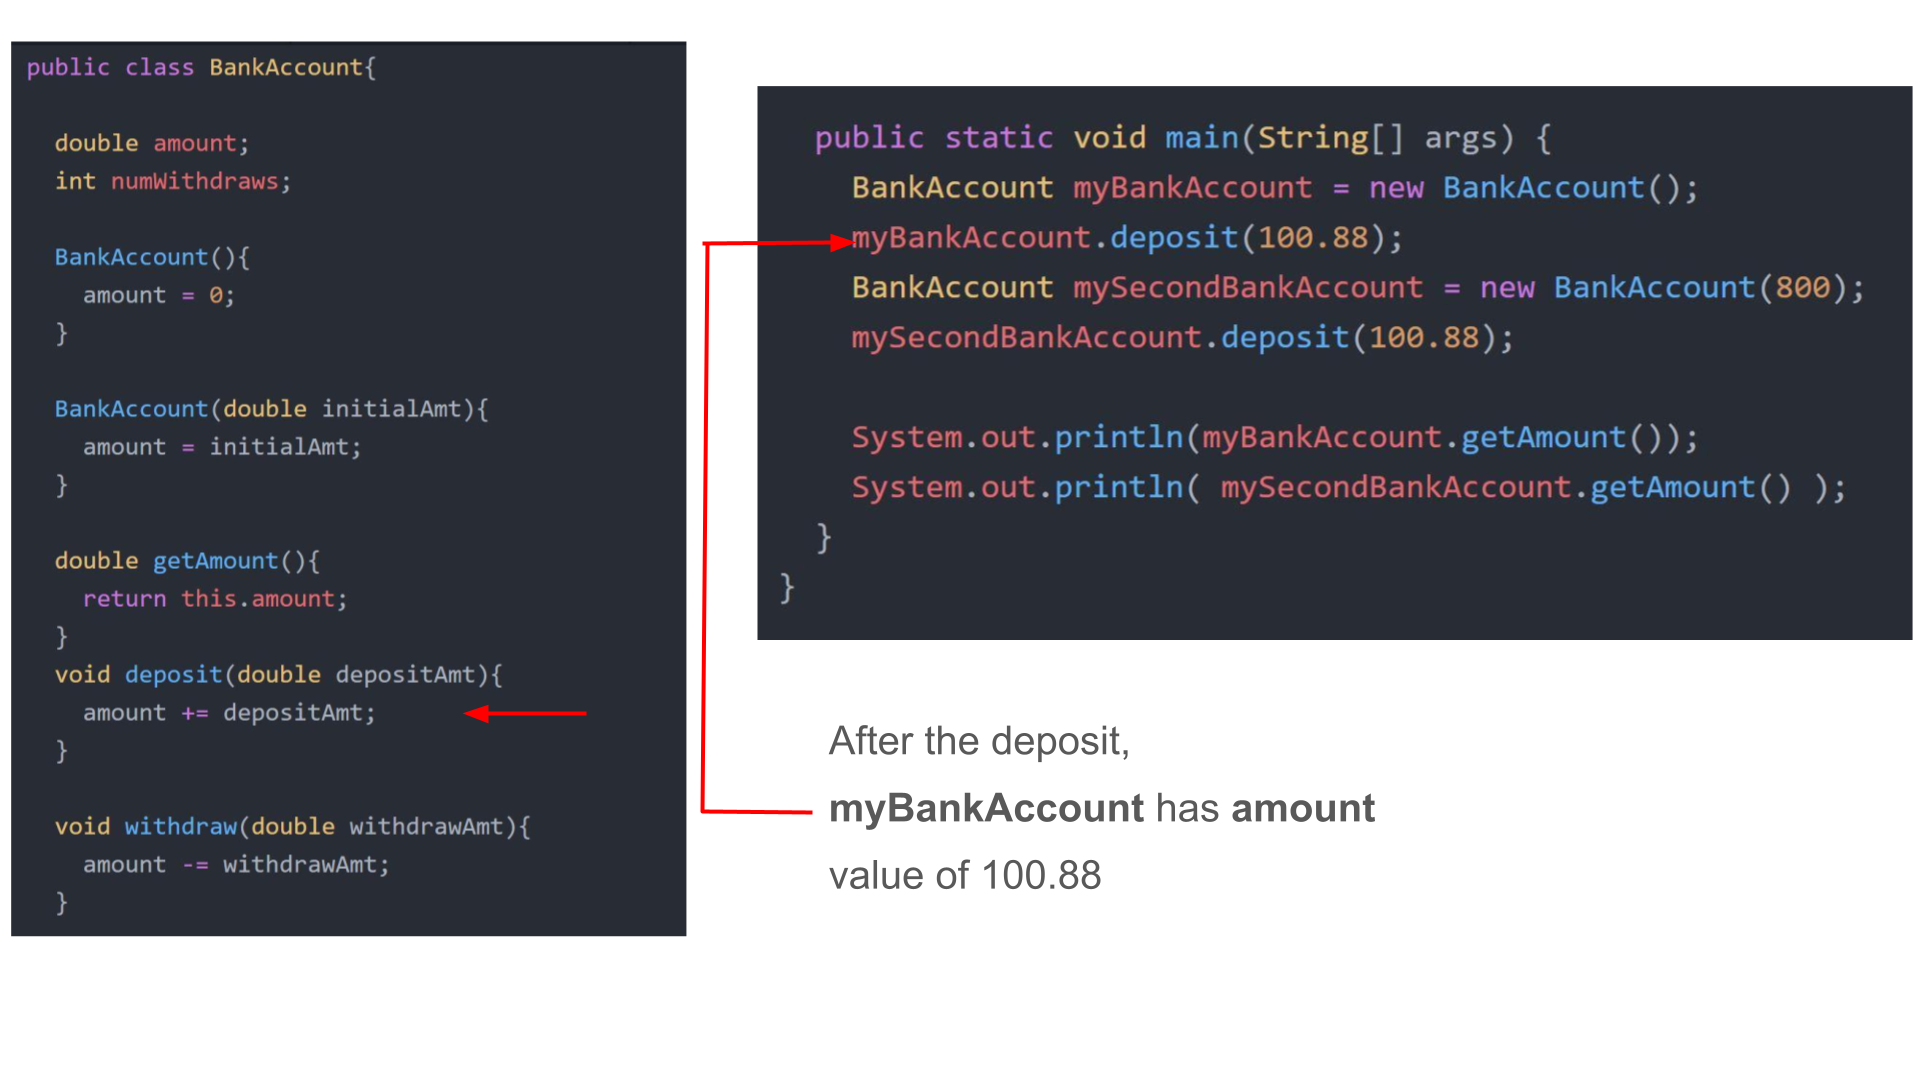 public class BankAccount{
double amount;
int numWithdraws;
BankAccount(){
amount = 0;
}
BankAccount(double initialAmt){
amount = initialAmt;
}
double getAmount(){
return this.amount;
}
void deposit(double depositAmt){
amount += depositAmt;
}
void withdraw(double withdrawAmt){
amount -= withdrawAmt;
}
public static void main(String[] args) {
BankAccount myBankAccount = new BankAccount();
myBankAccount.deposit(100.88);
BankAccount mySecondBankAccount = new BankAccount(800);
mySecondBankAccount.deposit(100.88);
System.out.println(myBankAccount.getAmount());
System.out.println( mySecondBankAccount.getAmount() );
}
}
After the deposit,
myBankAccount has amount
value of 100.88